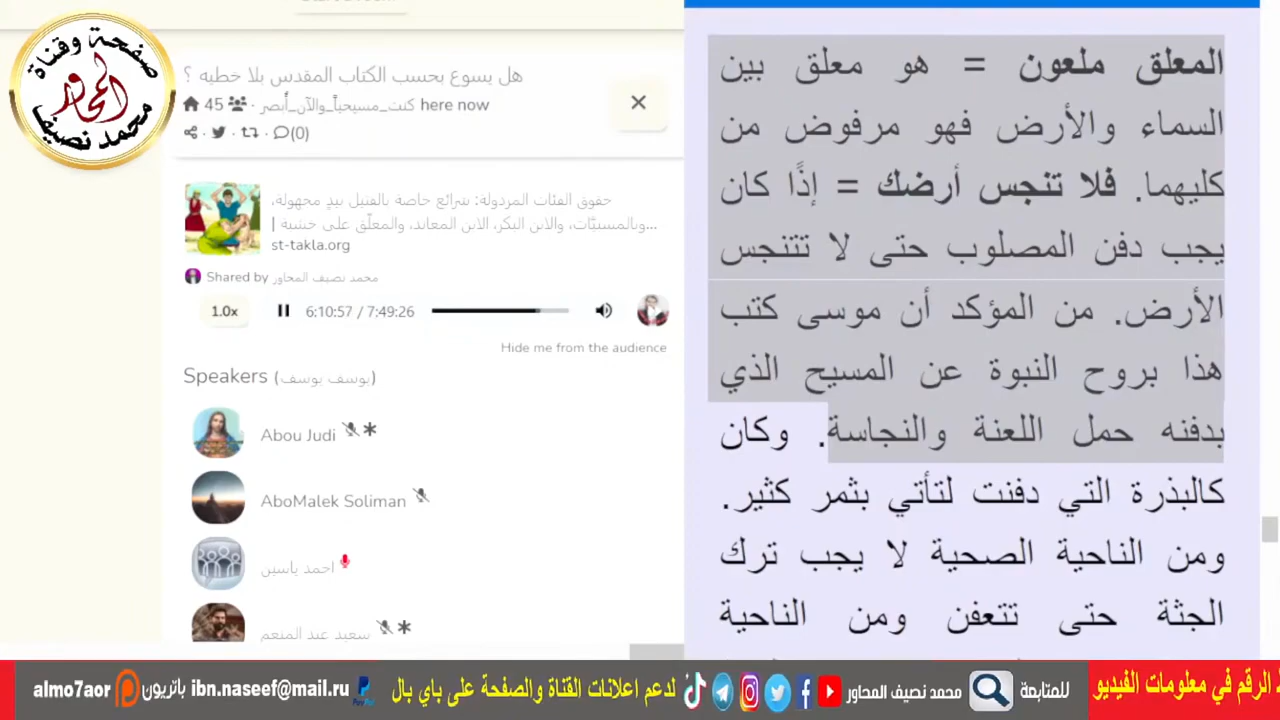 صفحة وقناة
المحاور
محمد نصيف
هل يسوع بحسب الكتاب المقدس بلا خطيه ؟
45 كنت_مسيحياً_والآن_أبصر · here now
(0)
حقوق الفئات المرذولة: شرائع خاصة بالقتيل بيدٍ مجهولة،
وبالمسبيَّات، والابن البكر، الابن المعاند، والمعلّق على خشبة |...
st-takla.org
Shared by محمد نصيف المحاور
1.0x
6:10:57 / 7:49:26
Hide me from the audience
Speakers (يوسف يوسف)
Abou Judi
AboMalek Soliman
احمد ياسين
سعيد عبد المنعم
المعلق ملعون = هو معلق بين
السماء والأرض فهو مرفوض من
كليهما. فلا تنجس أرضك = إذًا كان
يجب دفن المصلوب حتى لا تتنجس
الأرض. من المؤكد أن موسى كتب
هذا بروح النبوة عن المسيح الذي
بدفنه حمل اللعنة والنجاسة. وكان
كالبذرة التي دفنت لتأتي بثمر كثير.
ومن الناحية الصحية لا يجب ترك
الجثة حتى تتعفن ومن الناحية
الرقم في معلومات الفيديو
للمتابعة
محمد نصيف المحاور
لدعم اعلانات القناة والصفحة على باي بال
PayPal
ibn.naseef@mail.ru
باتريون
almo7aor